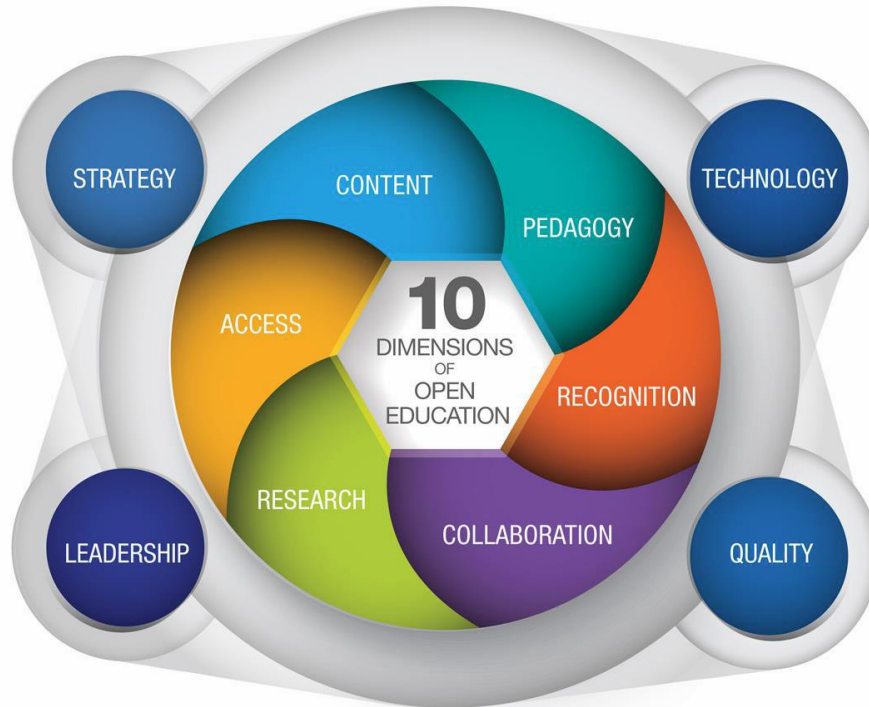 STRATEGY
TECHNOLOGY
CONTENT
PEDAGOGY
ACCESS
10
DIMENSIONS
OF
OPEN
EDUCATION
RECOGNITION
RESEARCH
COLLABORATION
LEADERSHIP
QUALITY